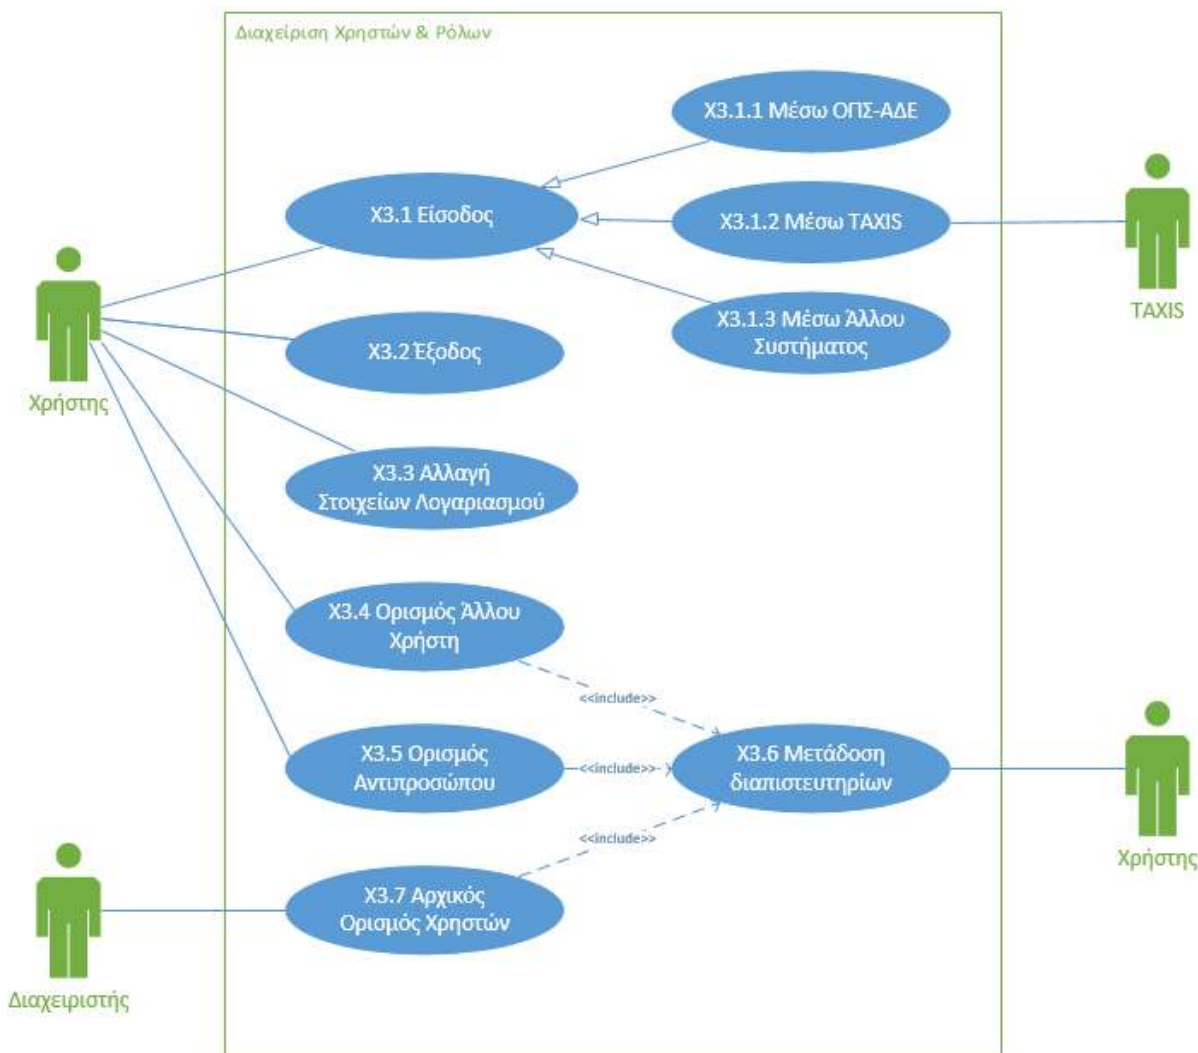 Διαχείριση Χρηστών & Ρόλων
Χ3.1.1 Μέσω ΟΠΣ-ΑΔΕ
Χ3.1 Είσοδος
Χ3.1.2 Μέσω TAXIS
TAXIS
Χ3.1.3 Μέσω Άλλου
Συστήματος
Χ3.2 Έξοδος
Χρήστης
Χ3.3 Αλλαγή
Στοιχείων Λογαριασμού
Χ3.4 Ορισμός Άλλου
Χρήστη
<<include>>
Χ3.5 Ορισμός
Αντιπροσώπου
<<include>>
Χ3.6 Μετάδοση
διαπιστευτηρίων
<<include>>
Χρήστης
Χ3.7 Αρχικός
Ορισμός Χρηστών
Διαχειριστής